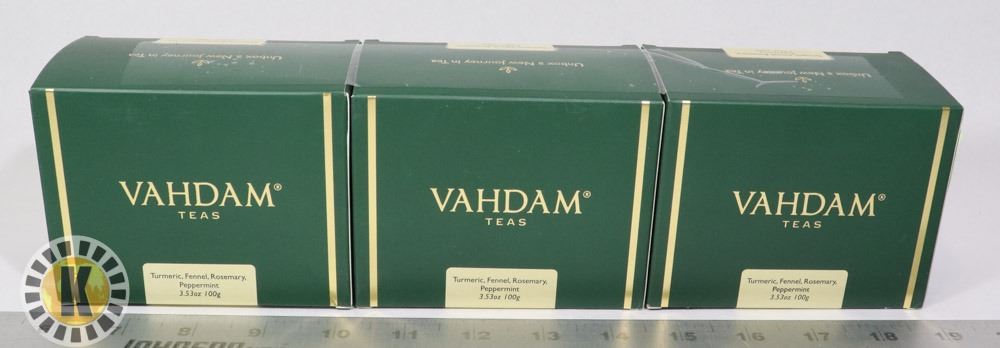 Unbox a New Journey in Tea
Unbox a New Journey in Tea
Unbox a New Journey in Tea
VAHDAM®
TEAS
Turmeric, Fennel, Rosemary,
Peppermint
3.53oz 100g
VAHDAM®
TEAS
Turmeric, Fennel, Rosemary,
Peppermint
3.53oz 100g
VAHDAM®
TEAS
Turmeric, Fennel, Rosemary,
Peppermint
3.53oz 100g
K
8 9 10 11 12 13 14 15 16 17 18 19
JOHNSON